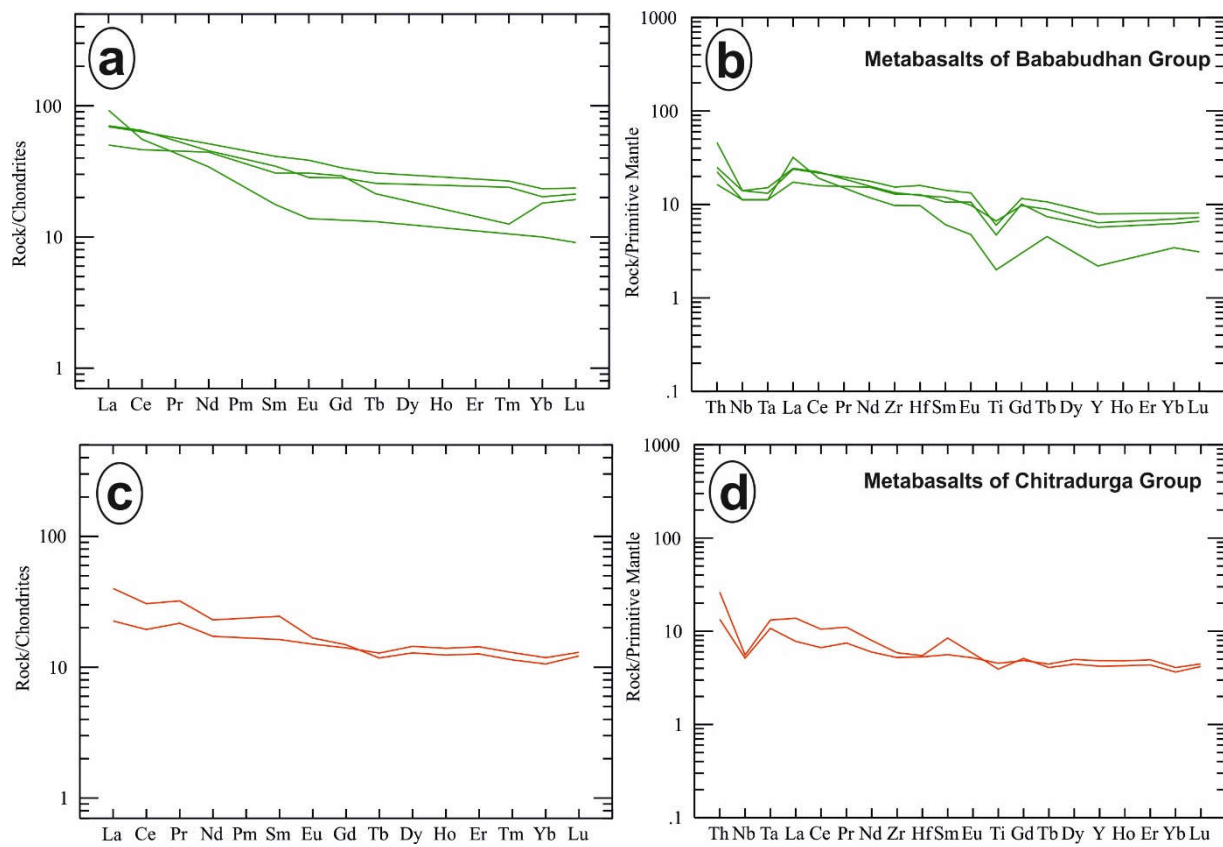 a
Rock/Chondrites
100
10
1
La Ce Pr Nd Pm Sm Eu Gd Tb Dy Ho Er Tm Yb Lu
b
Metabasalts of Bababudhan Group
Rock/Primitive Mantle
1000
100
10
1
.1
Th Nb Ta La Ce Pr Nd Zr Hf Sm Eu Ti Gd Tb Dy Y Ho Er Yb Lu
c
Rock/Chondrites
100
10
1
La Ce Pr Nd Pm Sm Eu Gd Tb Dy Ho Er Tm Yb Lu
d
Metabasalts of Chitradurga Group
Rock/Primitive Mantle
1000
100
10
1
.1
Th Nb Ta La Ce Pr Nd Zr Hf Sm Eu Ti Gd Tb Dy Y Ho Er Yb Lu